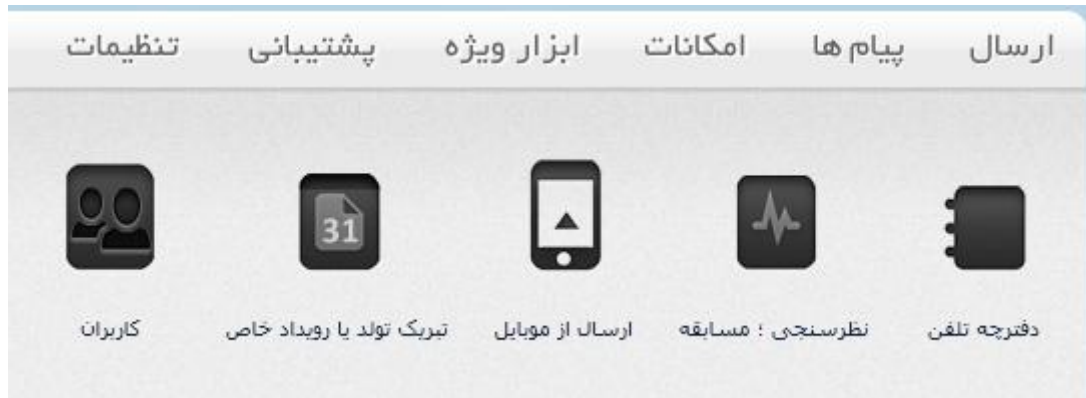 ارسال پیام ها امکانات ابزار ویژه پشتیبانی تنظیمات
31
دفترچه تلفن نظرسنجی ؛ مسابقه ارسال از موبایل تبریک تولد یا رویداد خاص کاربران